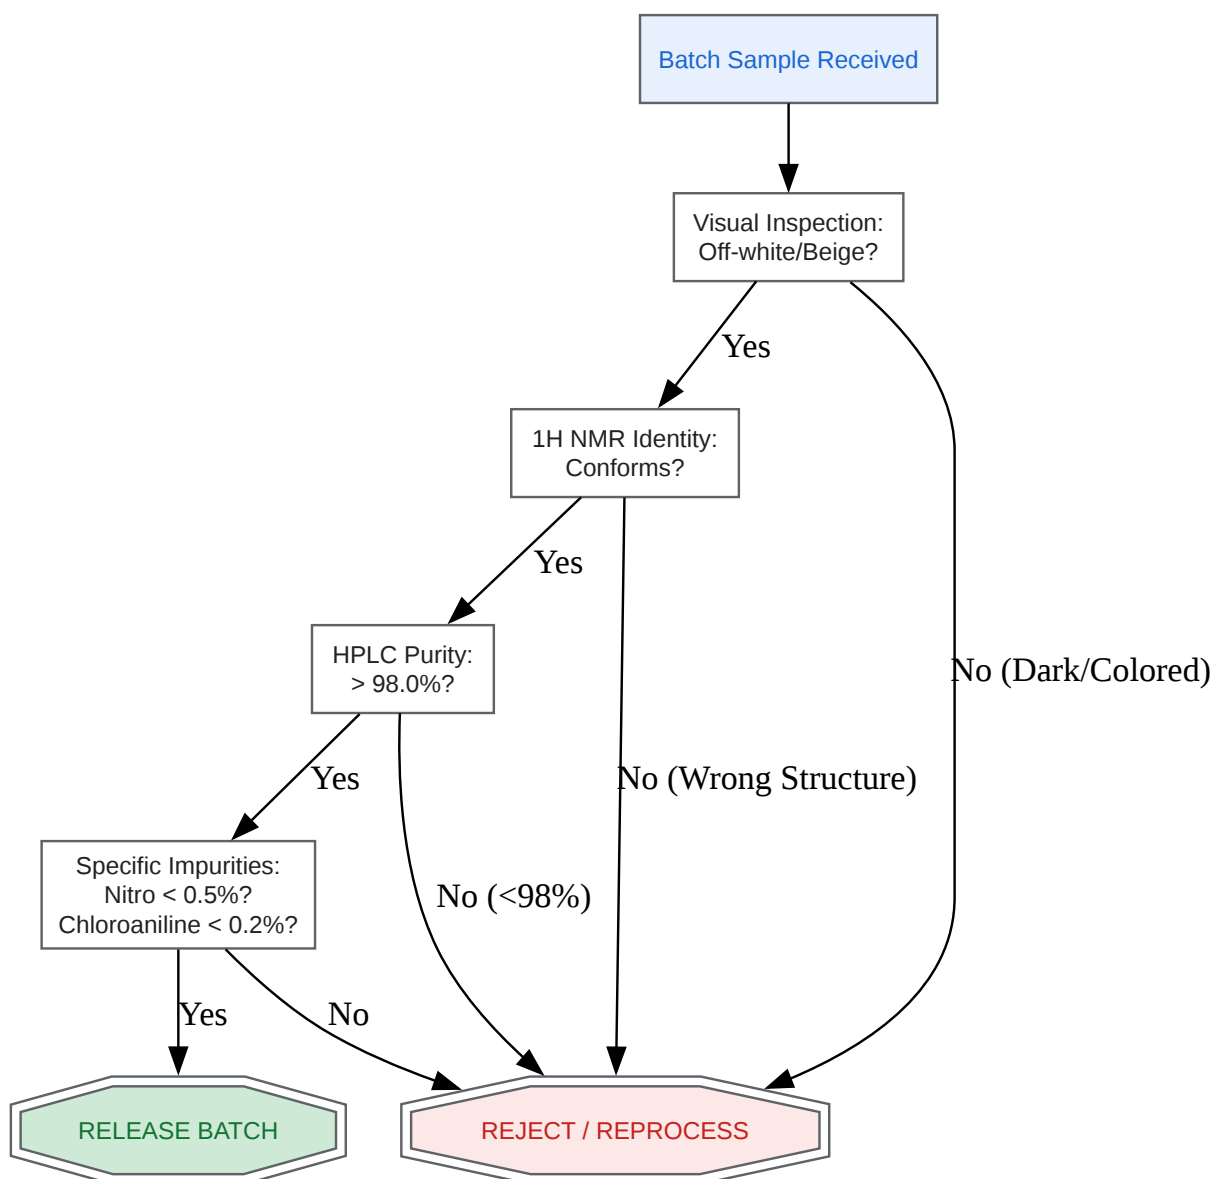 Batch Sample Received
Visual Inspection:
Off-white/Beige?
Yes
1H NMR Identity:
Conforms?
Yes
HPLC Purity:
> 98.0%?
No (Dark/Colored)
Yes
No (Wrong Structure)
Specific Impurities:
Nitro < 0.5%?
Chloroaniline < 0.2%?
No (<98%)
Yes
No
RELEASE BATCH
REJECT / REPROCESS